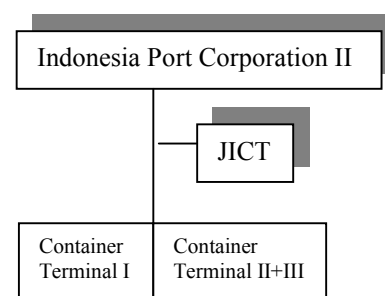 Indonesia Port Corporation II
JICT
Container
Terminal I
Container
Terminal II+III